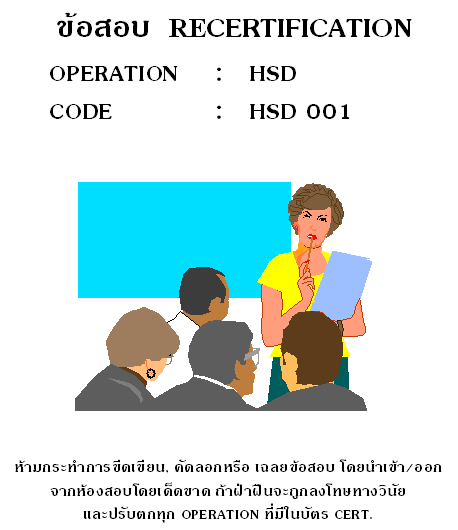 ข้อสอบ RECERTIFICATION
OPERATION : HSD
CODE : HSD 001
ห้ามกระทำการขีดเขียน, คัดลอกหรือ เฉลยข้อสอบ โดยนำเข้า/ออก
จากห้องสอบโดยเด็ดขาด ถ้าฝ่าฝืนจะถูกลงโทษทางวินัย
และปรับตกทุก OPERATION ที่มีในบัตร CERT.